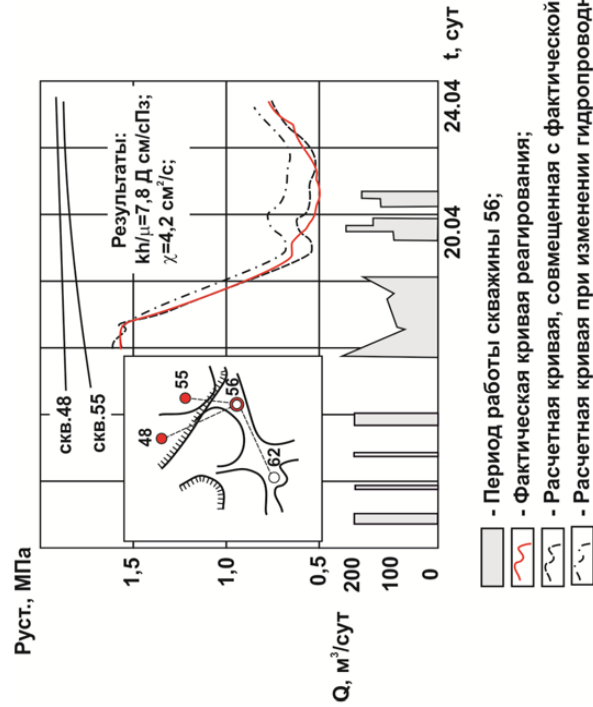 Руст., МПа
1,5
1,0
0,5
Q, м³/сут
200
100
0
скв.48
скв.55
Результаты:
kh/μ=7,8 Д см/сПз;
χ=4,2 см²/с;
48
55
56
62
20.04
24.04
t, сут
- Период работы скважины 56;
- Фактическая кривая реагирования;
- Расчетная кривая, совмещенная с фактической
- Расчетная кривая при изменении